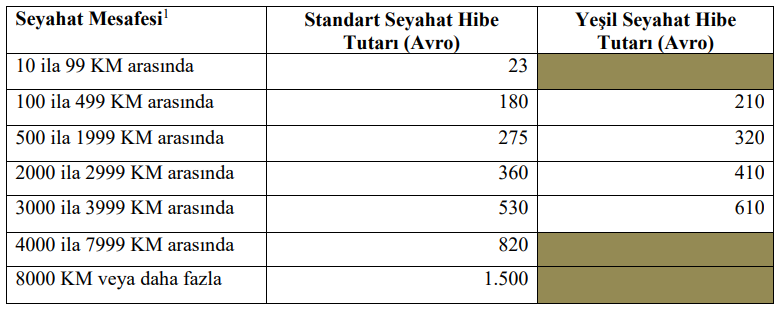 Seyahat Mesafesi¹ Standart Seyahat Hibe Yeşil Seyahat Hibe
Tutarı (Avro) Tutarı (Avro)
10 ila 99 KM arasında 23
100 ila 499 KM arasında 180 210
500 ila 1999 KM arasında 275 320
2000 ila 2999 KM arasında 360 410
3000 ila 3999 KM arasında 530 610
4000 ila 7999 KM arasında 820
8000 KM veya daha fazla 1.500